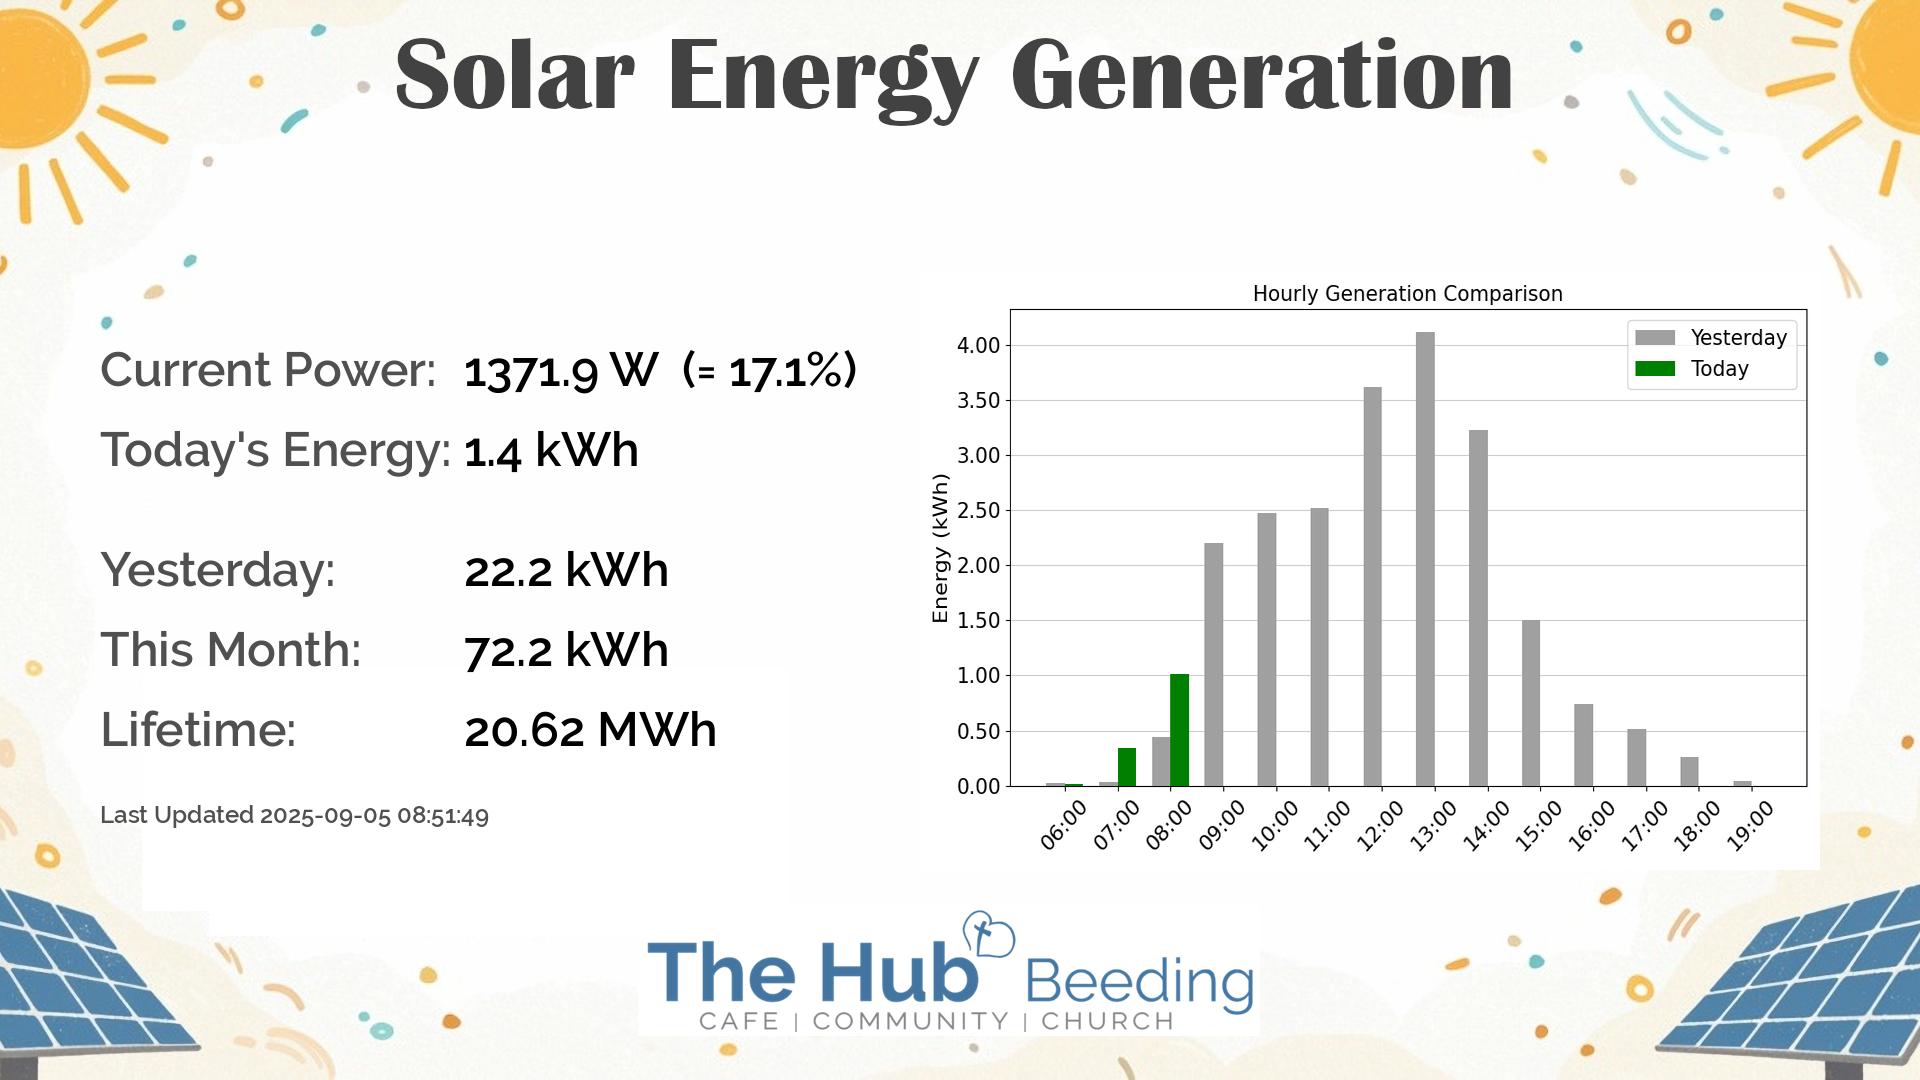 Solar Energy Generation
Current Power: 1371.9 W (= 17.1%)
Today's Energy: 1.4 kWh
Yesterday: 22.2 kWh
This Month: 72.2 kWh
Lifetime: 20.62 MWh
Last Updated 2025-09-05 08:51:49
Hourly Generation Comparison
Yesterday
Today
Energy (kWh)
4.00
3.50
3.00
2.50
2.00
1.50
1.00
0.50
0.00
06:00 07:00 08:00 09:00 10:00 11:00 12:00 13:00 14:00 15:00 16:00 17:00 18:00 19:00
The Hub Beeding
CAFE | COMMUNITY | CHURCH